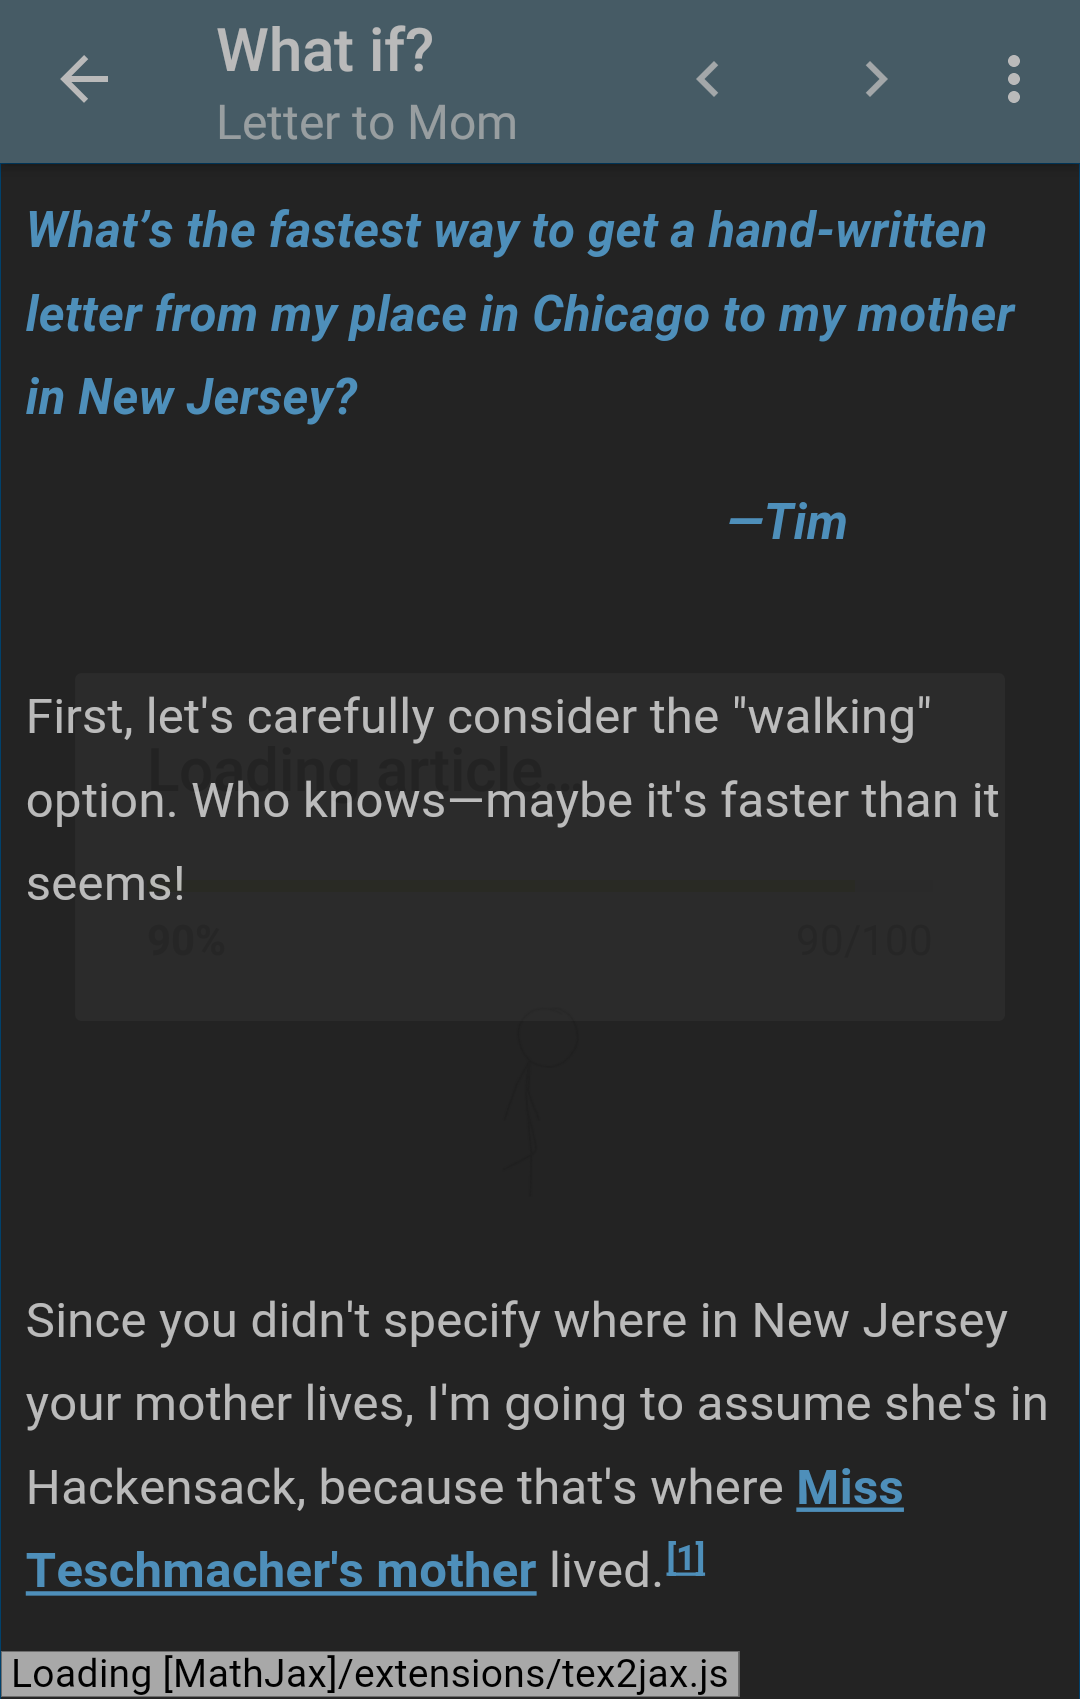 What if?
Letter to Mom
What’s the fastest way to get a hand-written
letter from my place in Chicago to my mother
in New Jersey?
—Tim
First, let's carefully consider the "walking"
Loading article...
option. Who knows—maybe it's faster than it
seems!
90%
90/100
Since you didn't specify where in New Jersey
your mother lives, I'm going to assume she's in
Hackensack, because that's where Miss
Teschmacher's mother lived.[1]
Loading [MathJax]/extensions/tex2jax.js